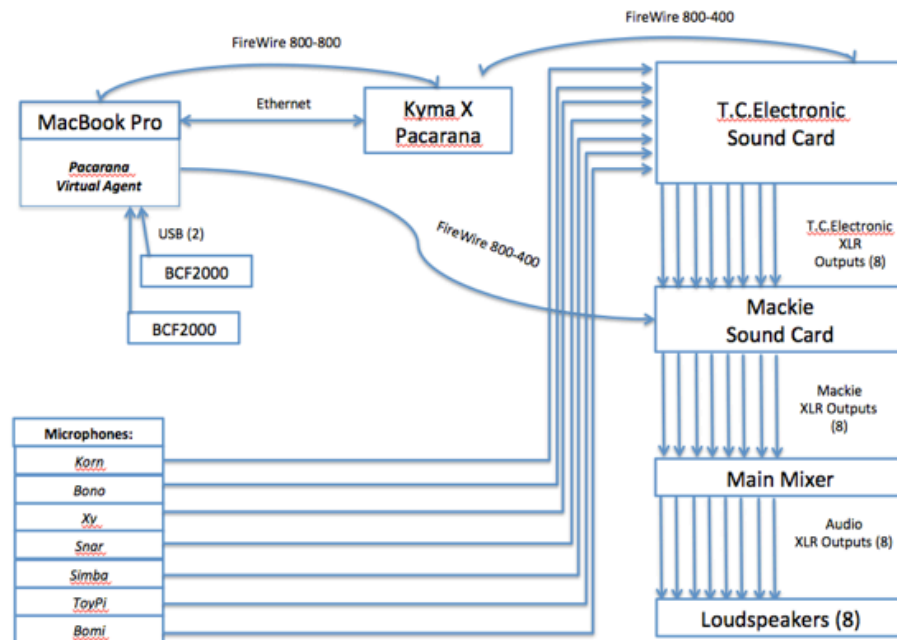 FireWire 800-800
FireWire 800-400
Ethernet
MacBook Pro
Kyma X
Pacarana
T.C.Electronic
Sound Card
Pacarana
Virtual Agent
USB (2)
BCF2000
BCF2000
FireWire 800-400
T.C.Electronic
XLR
Outputs (8)
Mackie
Sound Card
Mackie
XLR Outputs
(8)
Main Mixer
Audio
XLR Outputs (8)
Loudspeakers (8)
Microphones:
Korn
Bono
Xy
Snar
Simba
ToyPi
Bomi